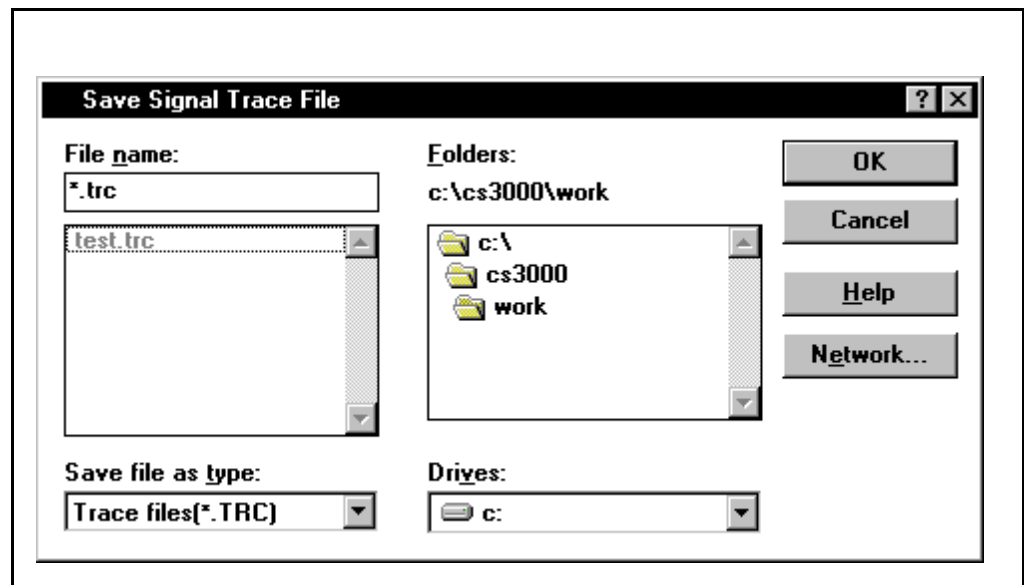 Save Signal Trace File
File name:
*.trc
test.trc
Save file as type:
Trace files(*.TRC)
Folders:
c:\cs3000\work
c:\
cs3000
work
Drives:
c:
OK
Cancel
Help
Network...